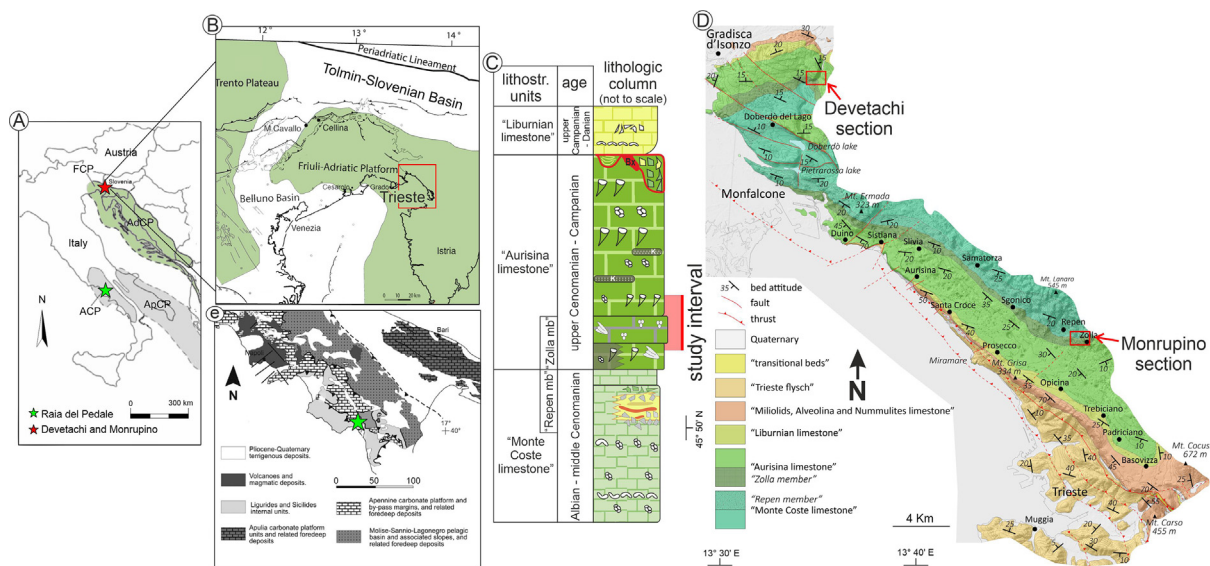 A
Austria
FCP
Slovenia
AdCP
Italy
N
ACP
ApCP
Raia del Pedale
Devetachi and Monrupino
0 300 km
B
12 13 14
Periadriatic Lineament
Trento Plateau
Tolmin-Slovenian Basin
M.Cavallo
Cellina
Friuli-Adriatic Platform
Cesarolo
Grado
Trieste
Belluno Basin
Venezia
Istria
0 10 20
km
e
Bari
Napoli
N
17°
40°
0 50 100
Pliocene-Quaternary
terrigenous deposits.
Volcanoes and
magmatic deposits.
Ligurides and Sicilides
internal units.
Apulia carbonate platform
units and related foredeep
deposits
Apennine carbonate platform and
by-pass margins, and related
foredeep deposits
Molise-Sannio-Lagonegro pelagic
basin and associated slopes, and
related foredeep deposits
C
lithostr.
units
age
lithologic
column
(not to scale)
"Liburnian
limestone"
upper
Campanian
- Danian
Bx
"Aurisina
limestone"
upper Cenomanian - Campanian
K
K
"Zolla mb"
"Repen mb"
"Monte
Coste
limestone"
Albian - middle Cenomanian
study interval
D
Gradisca
d'Isonzo
Devetachi
section
Doberdò del Lago
Doberdò lake
Pietrarossa lake
Monfalcone
Mt. Ermada
323 m
Duino
Sistiana
Slivia
Samatorza
Aurisina
Mt. Lanaro
545 m
Santa Croce
Sgonico
Repen
Zolla
Monrupino
section
Prosecco
Miramare
Mt. Grisa
334 m
Opicina
Trebiciano
Padriciano
Basovizza
Mt. Cocus
672 m
Trieste
Mt. Carso
455 m
Muggia
35 bed attitude
fault
thrust
Quaternary
"transitional beds"
"Trieste flysch"
"Miliolids, Alveolina and Nummulites limestone"
"Liburnian limestone"
"Aurisina limestone"
"Zolla member"
"Repen member"
"Monte Coste limestone"
N
45° 50' N
4 Km
13° 30' E
13° 40' E